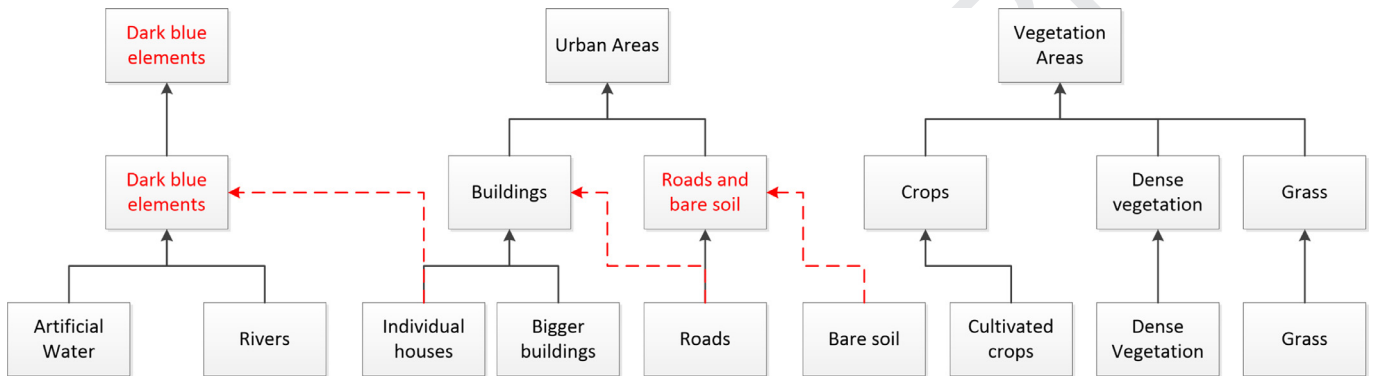 Dark blue
elements
Urban Areas
Vegetation
Areas
Dark blue
elements
Buildings
Roads and
bare soil
Crops
Dense
vegetation
Grass
Artificial
Water
Rivers
Individual
houses
Bigger
buildings
Roads
Bare soil
Cultivated
crops
Dense
Vegetation
Grass